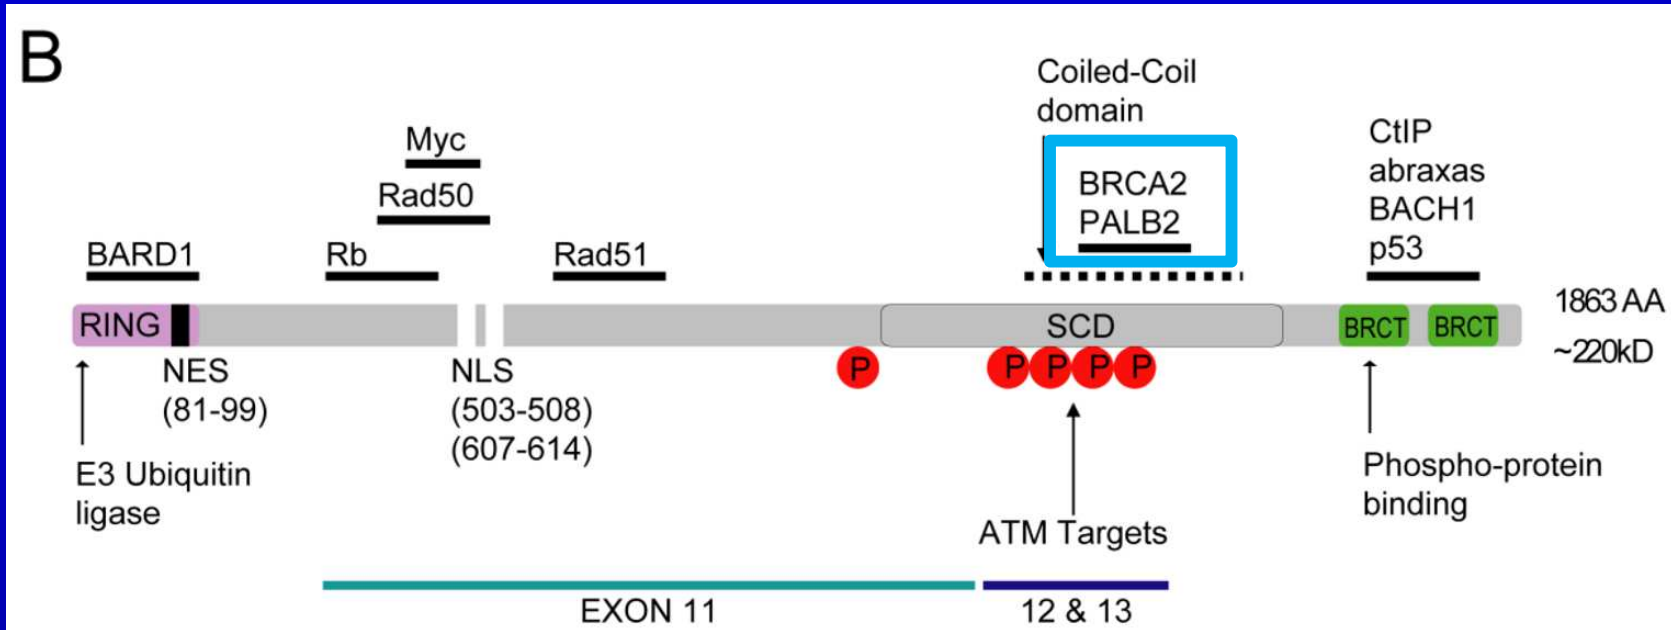 B
Coiled-Coil
domain
Myc
Rad50
BARD1
Rb
Rad51
BRCA2
PALB2
CtIP
abraxas
BACH1
p53
RING
SCD
BRCT
BRCT
1863 AA
~220kD
NES
(81-99)
NLS
(503-508)
(607-614)
P
P
P
P
P
E3 Ubiquitin
ligase
ATM Targets
Phospho-protein
binding
EXON 11
12 & 13